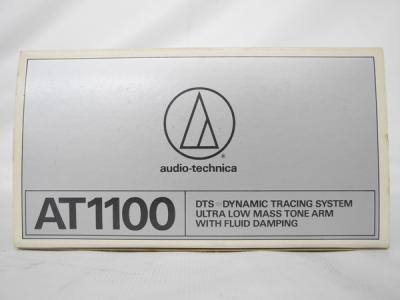 audio-technica
AT1100
DTS-DYNAMIC TRACING SYSTEM
ULTRA LOW MASS TONE ARM
WITH FLUID DAMPING